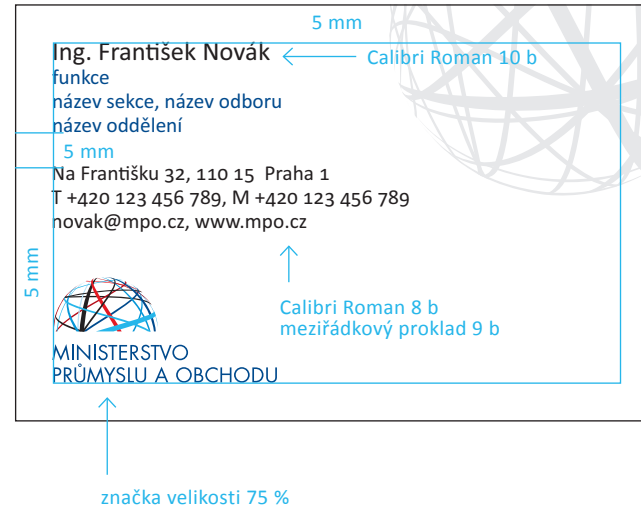 5 mm
Ing. František Novák
Calibri Roman 10 b
funkce
název sekce, název odboru
název oddělení
5 mm
Na Františku 32, 110 15  Praha 1
T +420 123 456 789, M +420 123 456 789
novak@mpo.cz, www.mpo.cz
5 mm
Calibri Roman 8 b
meziřádkový proklad 9 b
MINISTERSTVO
PRŮMYSLU A OBCHODU
značka velikosti 75 %